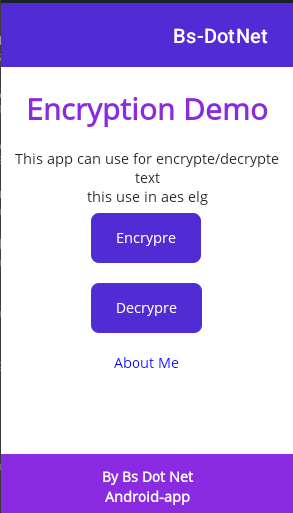 Bs-DotNet
Encryption Demo
This app can use for encrypte/decrypte
text
this use in aes elg
Encrypre
Decrypre
About Me
By Bs Dot Net
Android-app